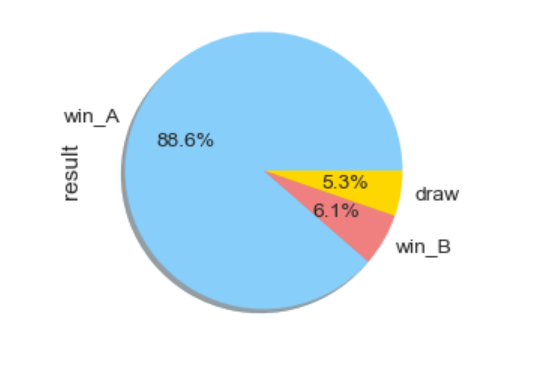 win_A
88.6%
result
5.3%
draw
6.1%
win_B